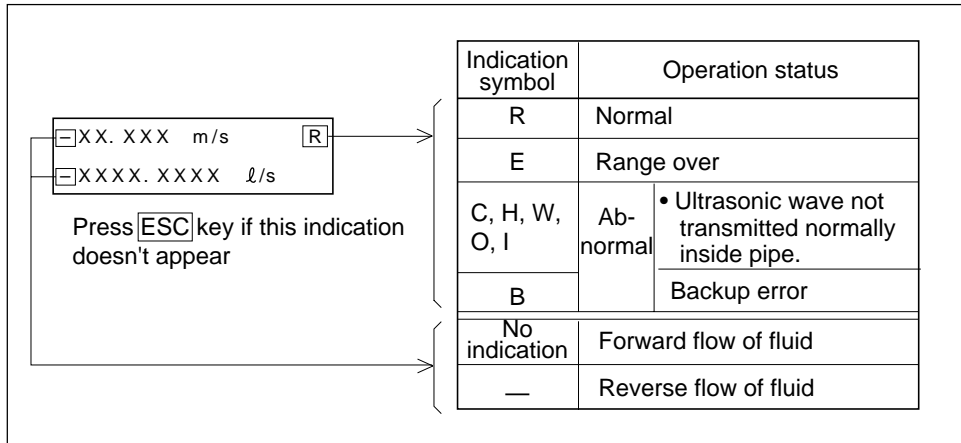 −XX. XXX m/s R
−XXXX. XXXX ℓ/s
Press ESC key if this indication
doesn't appear
Indication
symbol
Operation status
R
Normal
E
Range over
C, H, W,
O, I
Ab-
normal
• Ultrasonic wave not
transmitted normally
inside pipe.
B
Backup error
No
indication
Forward flow of fluid
—
Reverse flow of fluid